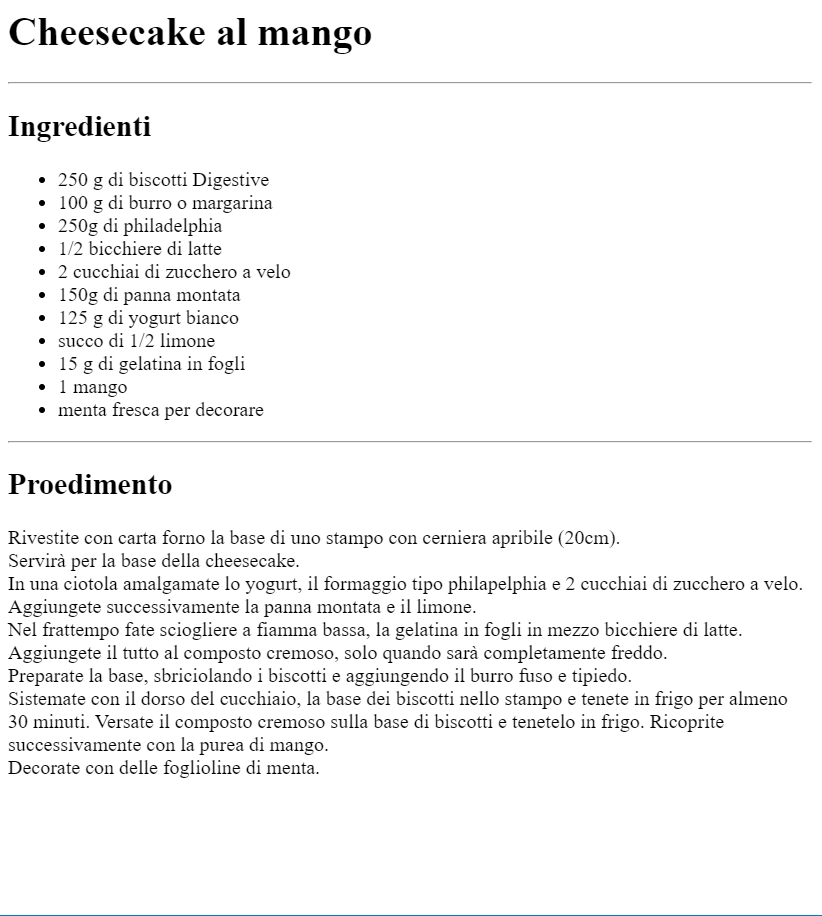 Cheesecake al mango
Ingredienti
250 g di biscotti Digestive
100 g di burro o margarina
250g di philadelphia
1/2 bicchiere di latte
2 cucchiai di zucchero a velo
150g di panna montata
125 g di yogurt bianco
succo di 1/2 limone
15 g di gelatina in fogli
1 mango
menta fresca per decorare
Proedimento
Rivestite con carta forno la base di uno stampo con cerniera apribile (20cm).
Servirà per la base della cheesecake.
In una ciotola amalgamate lo yogurt, il formaggio tipo philapelphia e 2 cucchiai di zucchero a velo.
Aggiungete successivamente la panna montata e il limone.
Nel frattempo fate sciogliere a fiamma bassa, la gelatina in fogli in mezzo bicchiere di latte.
Aggiungete il tutto al composto cremoso, solo quando sarà completamente freddo.
Preparate la base, sbriciolando i biscotti e aggiungendo il burro fuso e tipiedo.
Sistemate con il dorso del cucchiaio, la base dei biscotti nello stampo e tenete in frigo per almeno
30 minuti. Versate il composto cremoso sulla base di biscotti e tenetelo in frigo. Ricoprite
successivamente con la purea di mango.
Decorate con delle foglioline di menta.